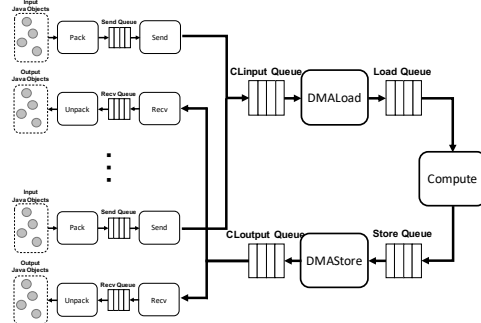 Input
Java Objects
Pack
Send Queue
Send
Output
Java Objects
Unpack
Recv Queue
Recv
CLinput Queue
DMALoad
Load Queue
Compute
Input
Java Objects
Pack
Send Queue
Send
CLoutput Queue
DMAStore
Store Queue
Output
Java Objects
Unpack
Recv Queue
Recv